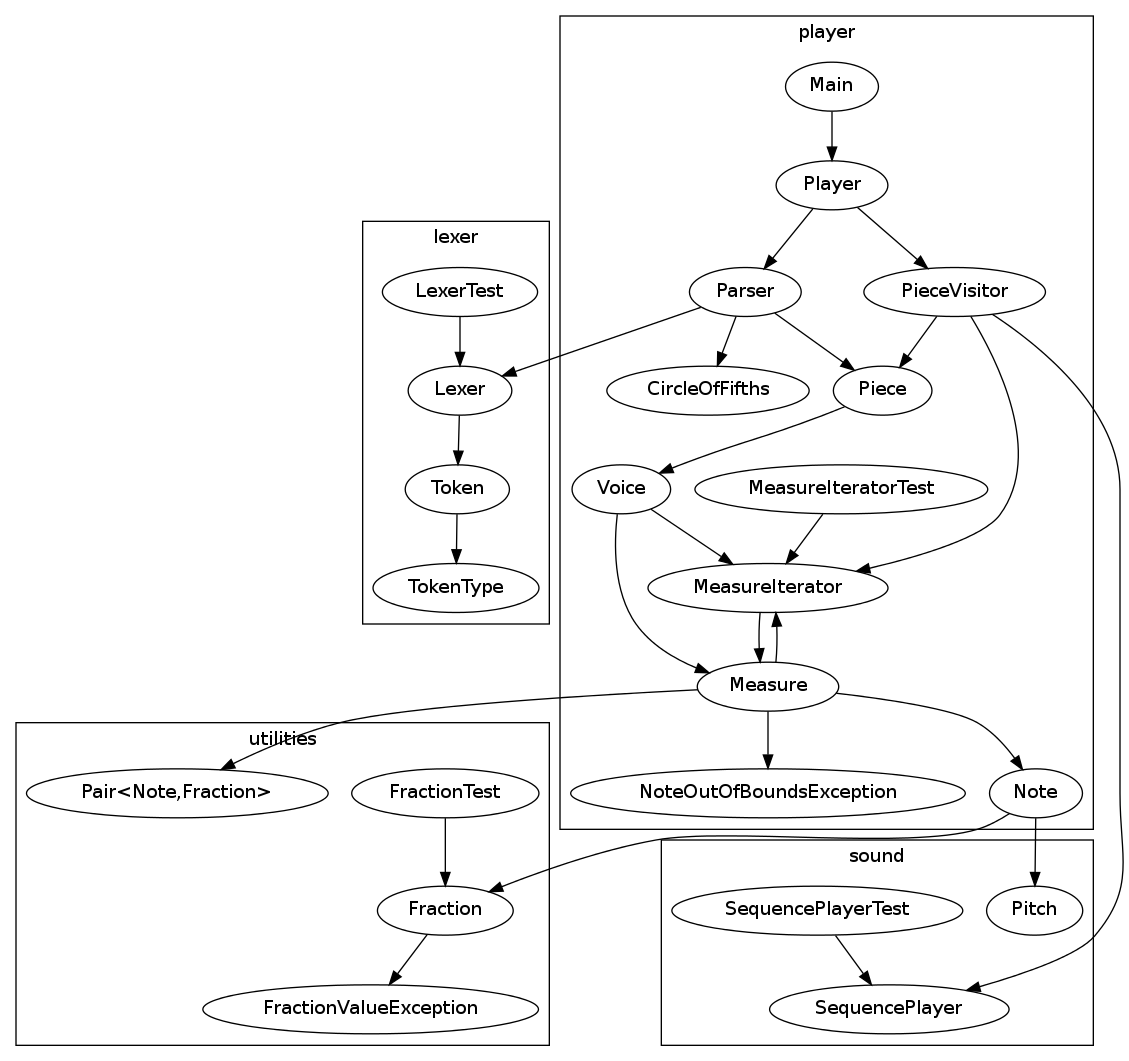 player
Main
Player
lexer
LexerTest
Parser
PieceVisitor
Lexer
CircleOfFifths
Piece
Token
Voice
MeasureIteratorTest
TokenType
MeasureIterator
Measure
utilities
Pair<Note,Fraction>
FractionTest
NoteOutOfBoundsException
Note
sound
Fraction
SequencePlayerTest
Pitch
FractionValueException
SequencePlayer